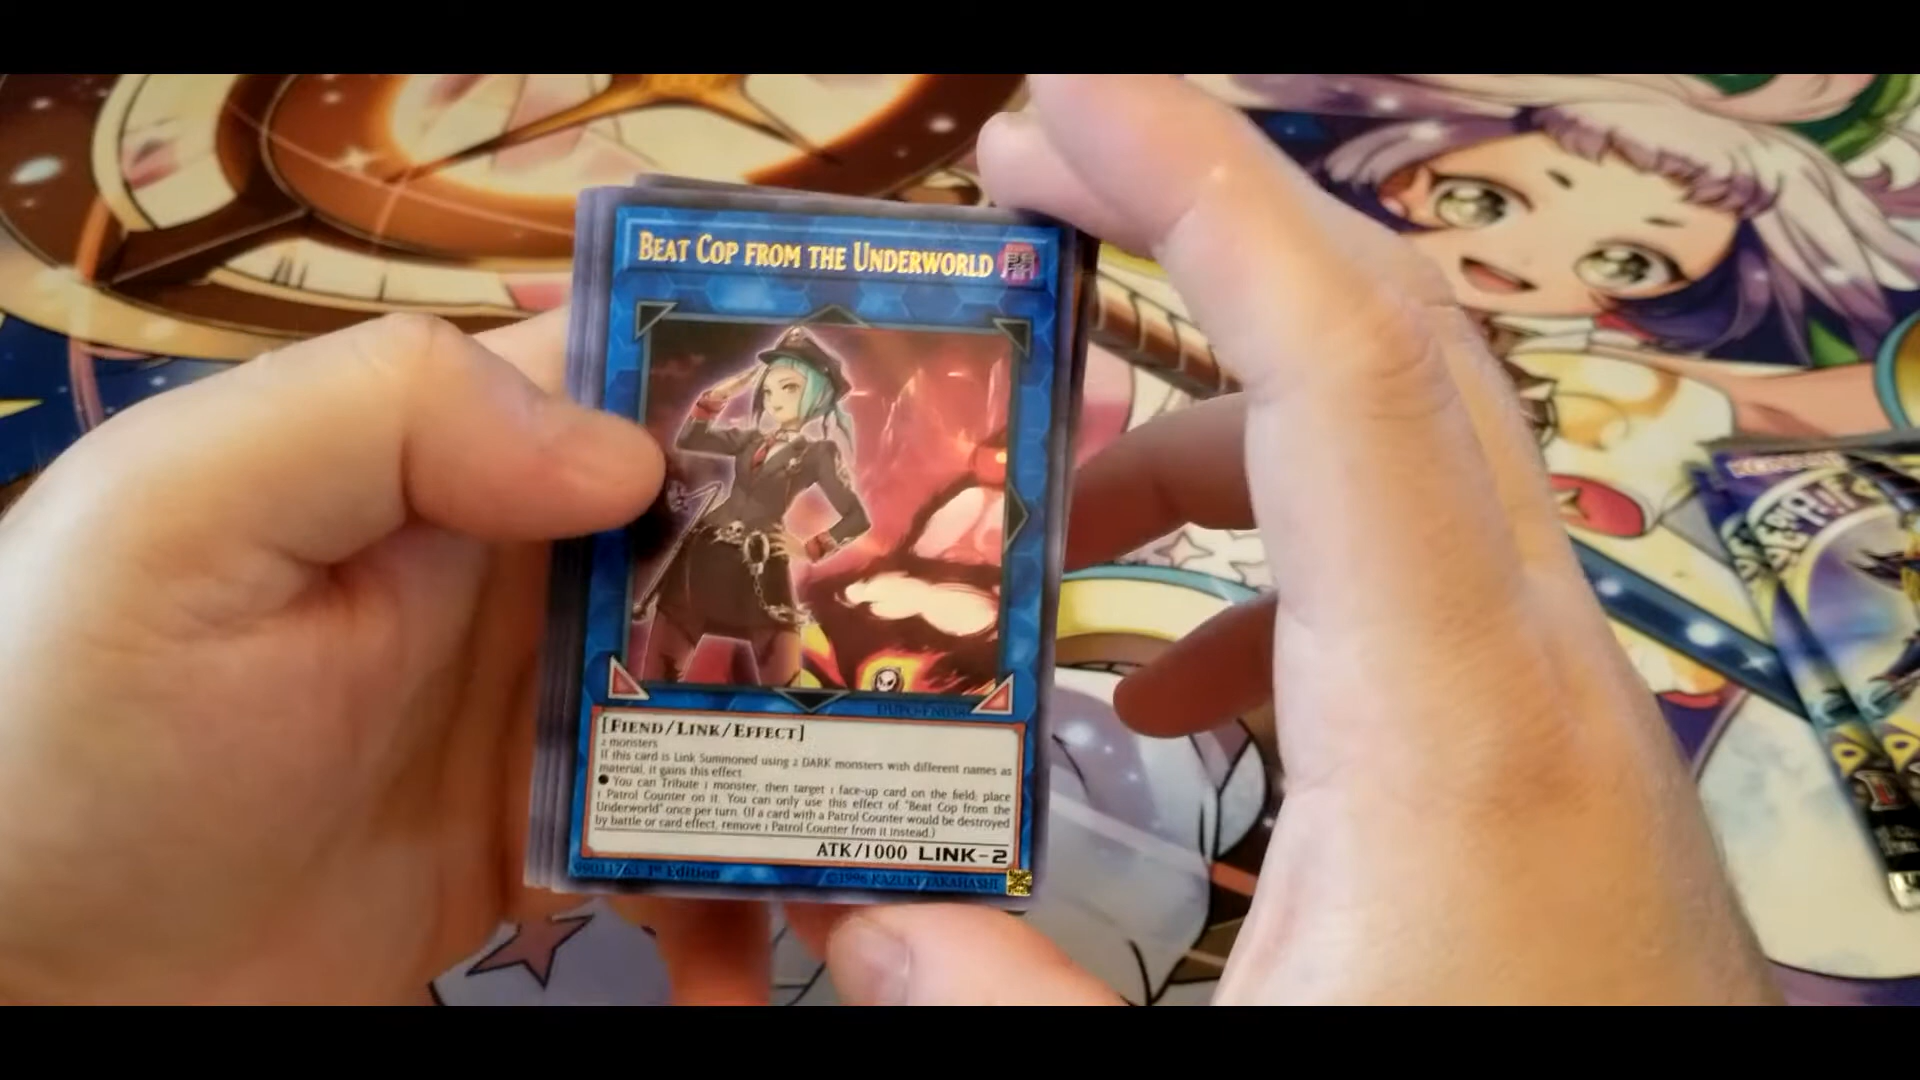 BEAT COP FROM THE UNDERWORLD
DUPO-EN038
[FIEND/LINK/EFFECT]
2 monsters
If this card is Link Summoned using 2 DARK monsters with different names as
material, it gains this effect.
● You can Tribute 1 monster, then target 1 face-up card on the field; place
1 Patrol Counter on it. You can only use this effect of "Beat Cop from the
Underworld" once per turn. (If a card with a Patrol Counter would be destroyed
by battle or card effect, remove 1 Patrol Counter from it instead.)
ATK/1000 LINK-2
1st Edition
©1996 KAZUKI TAKAHASHI